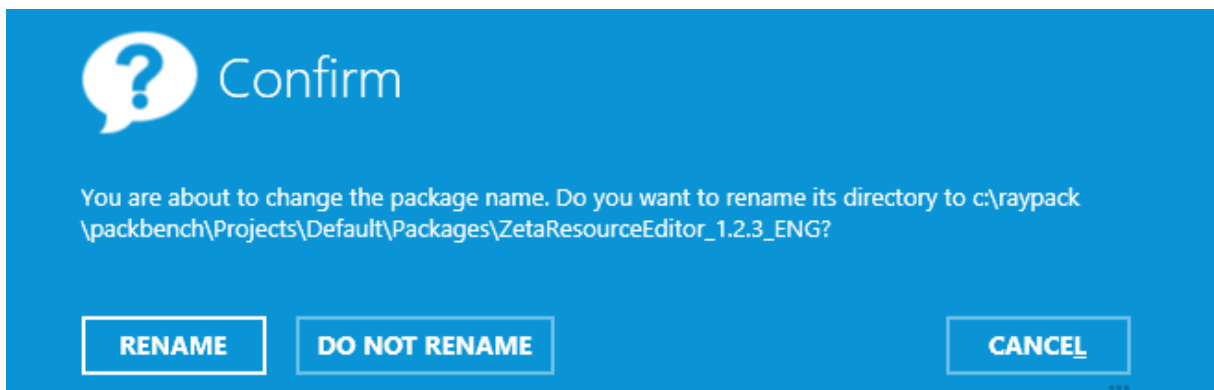 Confirm
You are about to change the package name. Do you want to rename its directory to c:\raypack
\packbench\Projects\Default\Packages\ZetaResourceEditor_1.2.3_ENG?
RENAME DO NOT RENAME CANCEL